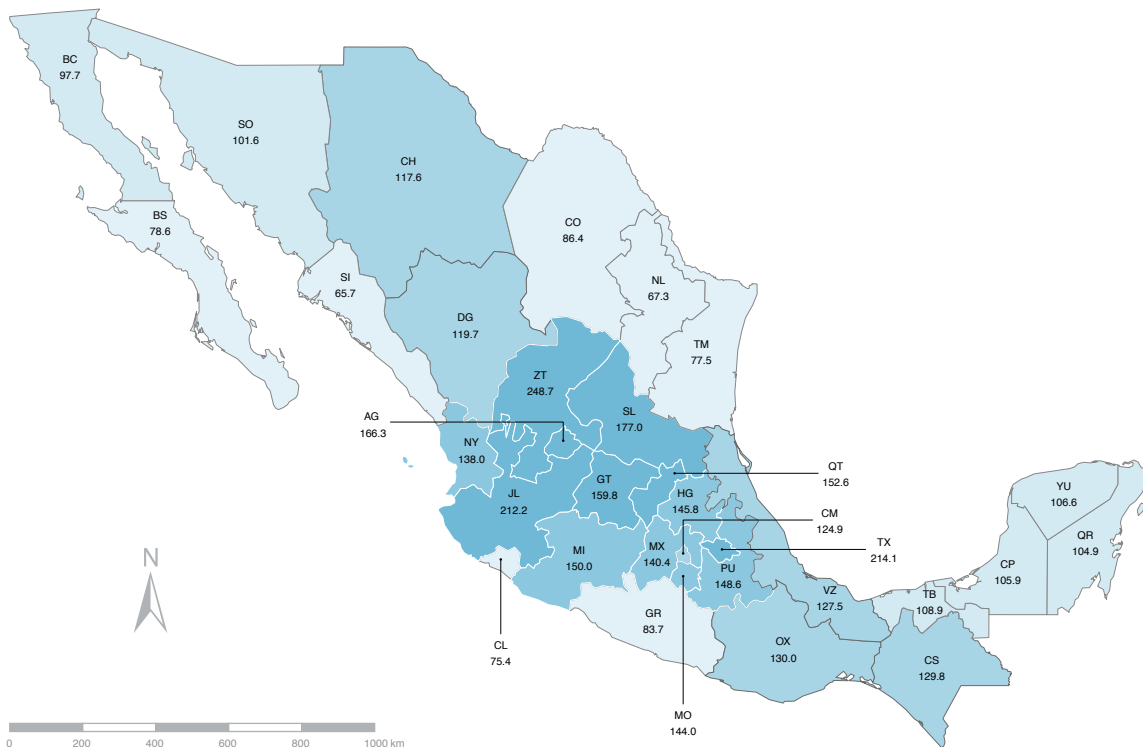 BC
97.7
SO
101.6
CH
117.6
CO
86.4
BS
78.6
SI
65.7
NL
67.3
DG
119.7
TM
77.5
ZT
248.7
AG
166.3
SL
177.0
NY
138.0
QT
152.6
GT
159.8
JL
212.2
HG
145.8
YU
106.6
CM
124.9
QR
104.9
TX
214.1
MI
150.0
MX
140.4
PU
148.6
CP
105.9
VZ
127.5
TB
108.9
N
GR
83.7
CL
75.4
OX
130.0
CS
129.8
MO
144.0
0 200 400 600 800 1000 km